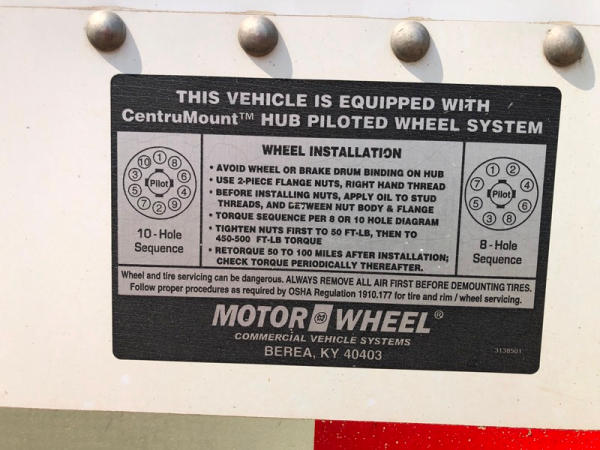 THIS VEHICLE IS EQUIPPED WITH
CentruMount™ HUB PILOTED WHEEL SYSTEM
WHEEL INSTALLATION
• AVOID WHEEL OR BRAKE DRUM BINDING ON HUB
• USE 2-PIECE FLANGE NUTS, RIGHT HAND THREAD
• BEFORE INSTALLING NUTS, APPLY OIL TO STUD
THREADS, AND BETWEEN NUT BODY & FLANGE
• TORQUE SEQUENCE PER 8 OR 10 HOLE DIAGRAM
• TIGHTEN NUTS FIRST TO 50 FT-LB, THEN TO
450-500 FT-LB TORQUE
• RETORQUE 50 TO 100 MILES AFTER INSTALLATION;
CHECK TORQUE PERIODICALLY THEREAFTER.
10 1 8
3 6
Pilot
5 4
7 2 9
10 - Hole
Sequence
1 2
7 5
Pilot
6 8
3 4
8 - Hole
Sequence
Wheel and tire servicing can be dangerous. ALWAYS REMOVE ALL AIR FIRST BEFORE DEMOUNTING TIRES.
Follow proper procedures as required by OSHA Regulation 1910.177 for tire and rim / wheel servicing.
MOTOR WHEEL®
COMMERCIAL VEHICLE SYSTEMS
BEREA, KY 40403
3138501